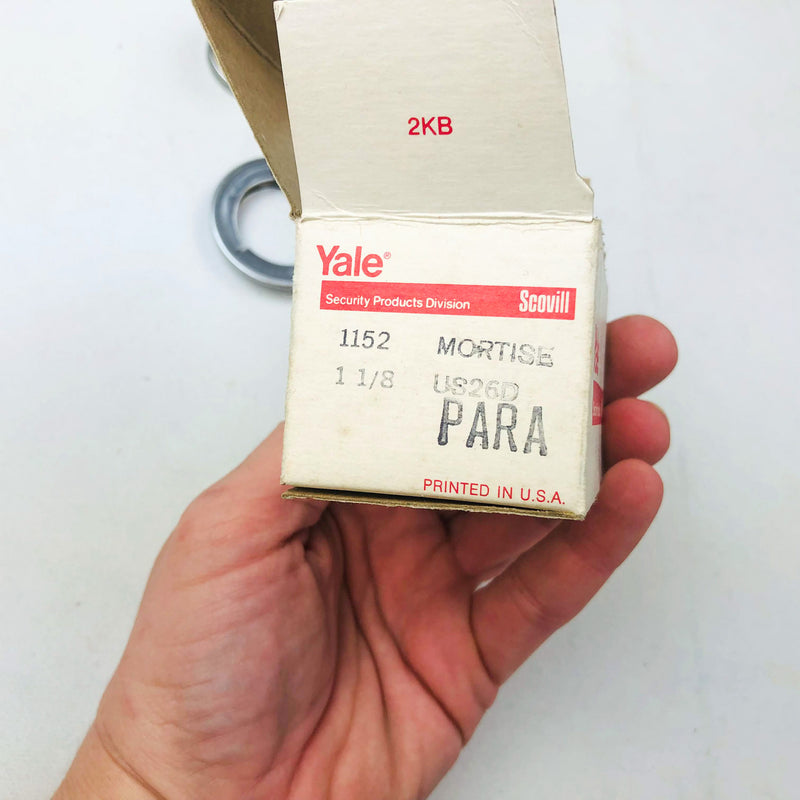 2KB
Yale®
Security Products Division Scovill
1152 MORTISE
1 1/8 US26D
PARA
PRINTED IN U.S.A.